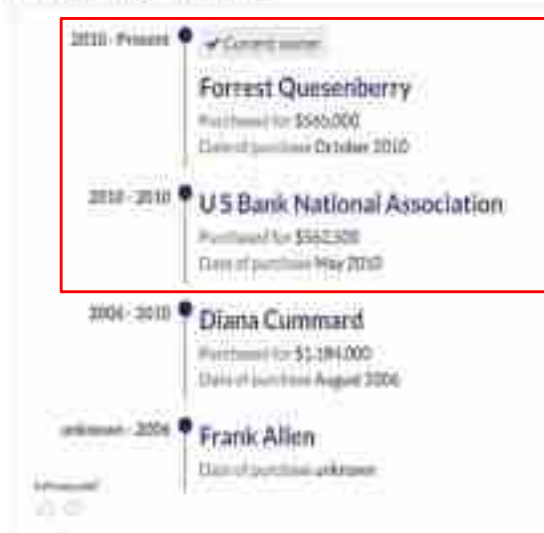 2010 - Present
✔ Current owner
Forrest Quesenberry
Purchased for $565,000
Date of purchase October 2010
2010 - 2010
U S Bank National Association
Purchased for $562,500
Date of purchase May 2010
2006 - 2010
Diana Cummard
Purchased for $1,184,000
Date of purchase August 2006
unknown - 2006
Frank Allen
Date of purchase unknown